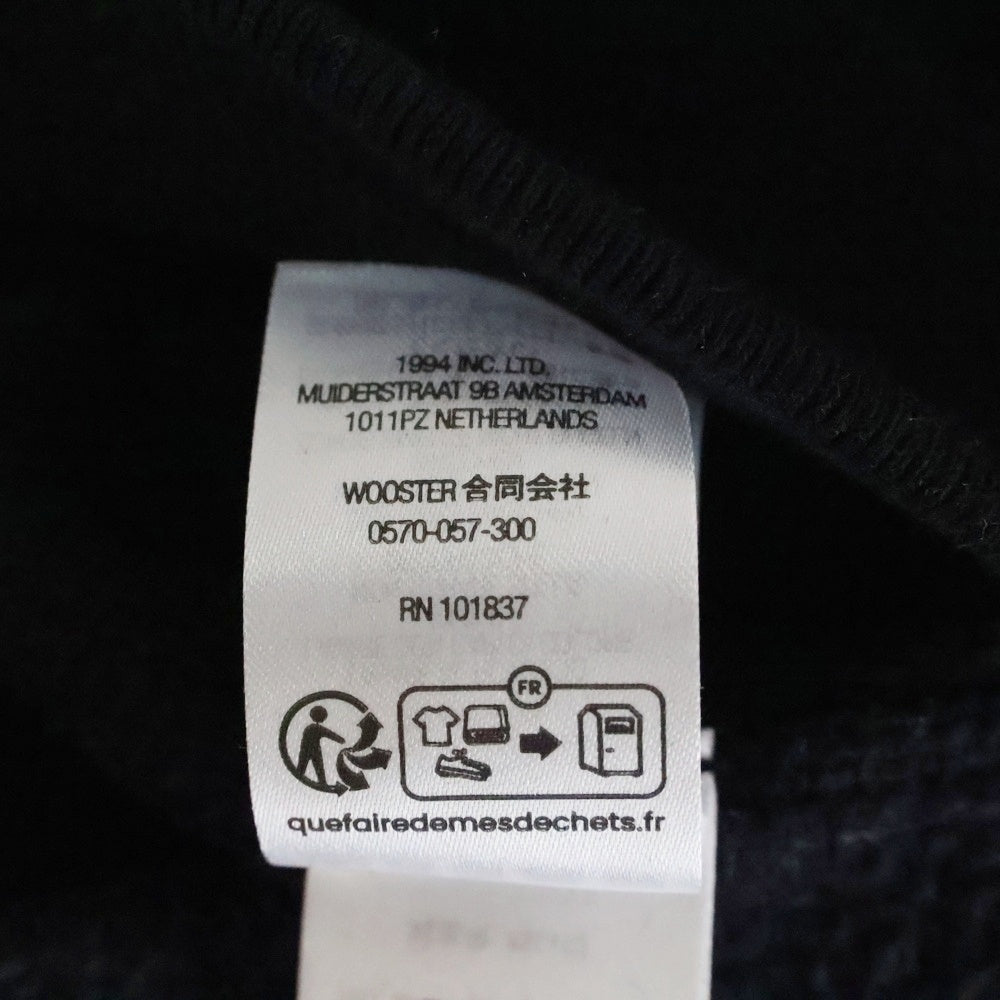 1994 INC. LTD.
MUIDERSTRAAT 9B AMSTERDAM
1011PZ NETHERLANDS
WOOSTER 合同会社
0570-057-300
RN 101837
FR
quefairedemesdechets.fr